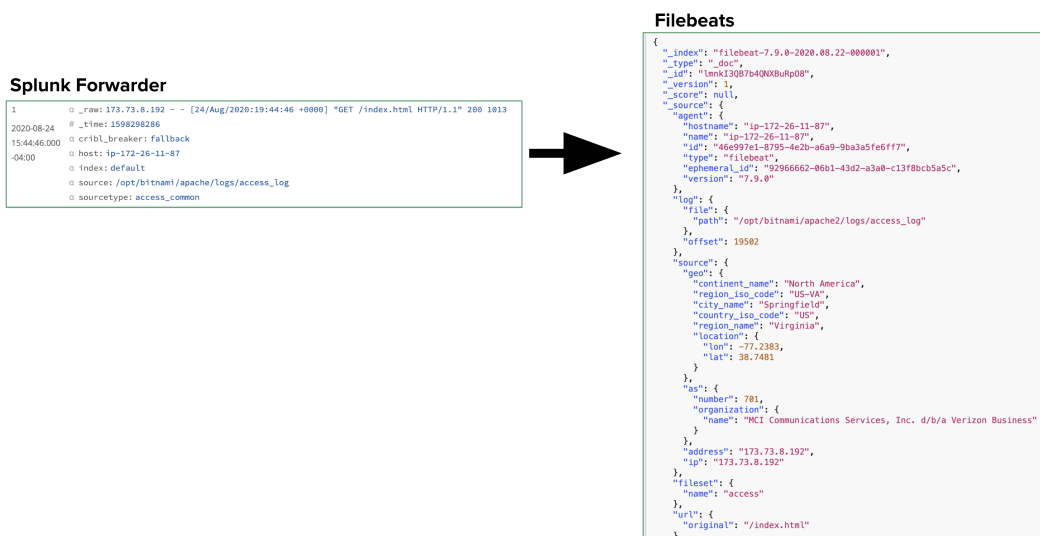 Splunk Forwarder
1 α _raw: 173.73.8.192 - - [24/Aug/2020:19:44:46 +0000] "GET /index.html HTTP/1.1" 200 1013
2020-08-24 # _time: 1598298286
15:44:46.000 α cribl_breaker: fallback
-04:00 α host: ip-172-26-11-87
α index: default
α source: /opt/bitnami/apache/logs/access_log
α sourcetype: access_common
Filebeats
{
"_index": "filebeat-7.9.0-2020.08.22-000001",
"_type": "_doc",
"_id": "lmnkI3QB7b4QNXBuRpO8",
"_version": 1,
"_score": null,
"_source": {
"agent": {
"hostname": "ip-172-26-11-87",
"name": "ip-172-26-11-87",
"id": "46e997e1-8795-4e2b-a6a9-9ba3a5fe6ff7",
"type": "filebeat",
"ephemeral_id": "92966662-06b1-43d2-a3a0-c13f8bcb5a5c",
"version": "7.9.0"
},
"log": {
"file": {
"path": "/opt/bitnami/apache2/logs/access_log"
},
"offset": 19502
},
"source": {
"geo": {
"continent_name": "North America",
"region_iso_code": "US-VA",
"city_name": "Springfield",
"country_iso_code": "US",
"region_name": "Virginia",
"location": {
"lon": -77.2383,
"lat": 38.7481
}
},
"as": {
"number": 701,
"organization": {
"name": "MCI Communications Services, Inc. d/b/a Verizon Business"
}
},
"address": "173.73.8.192",
"ip": "173.73.8.192"
},
"fileset": {
"name": "access"
},
"url": {
"original": "/index.html"
}